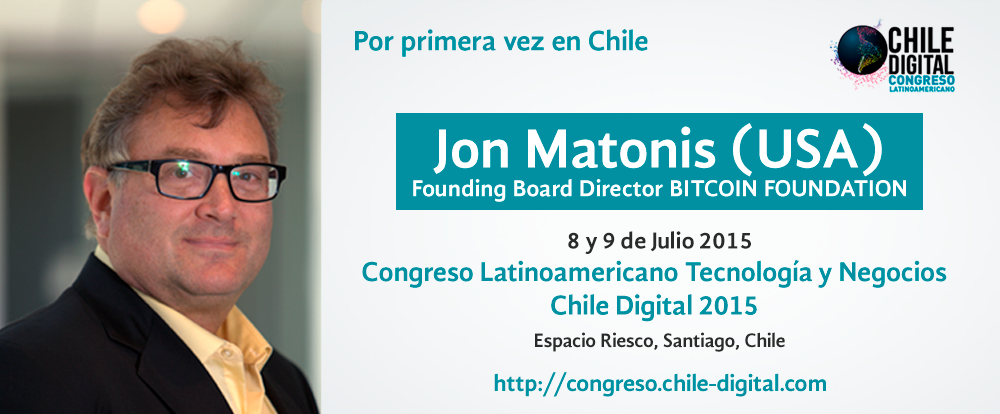 Por primera vez en Chile
CHILE
DIGITAL
CONGRESO
LATINOAMERICANO
Jon Matonis (USA)
Founding Board Director BITCOIN FOUNDATION
8 y 9 de Julio 2015
Congreso Latinoamericano Tecnología y Negocios
Chile Digital 2015
Espacio Riesco, Santiago, Chile
http://congreso.chile-digital.com